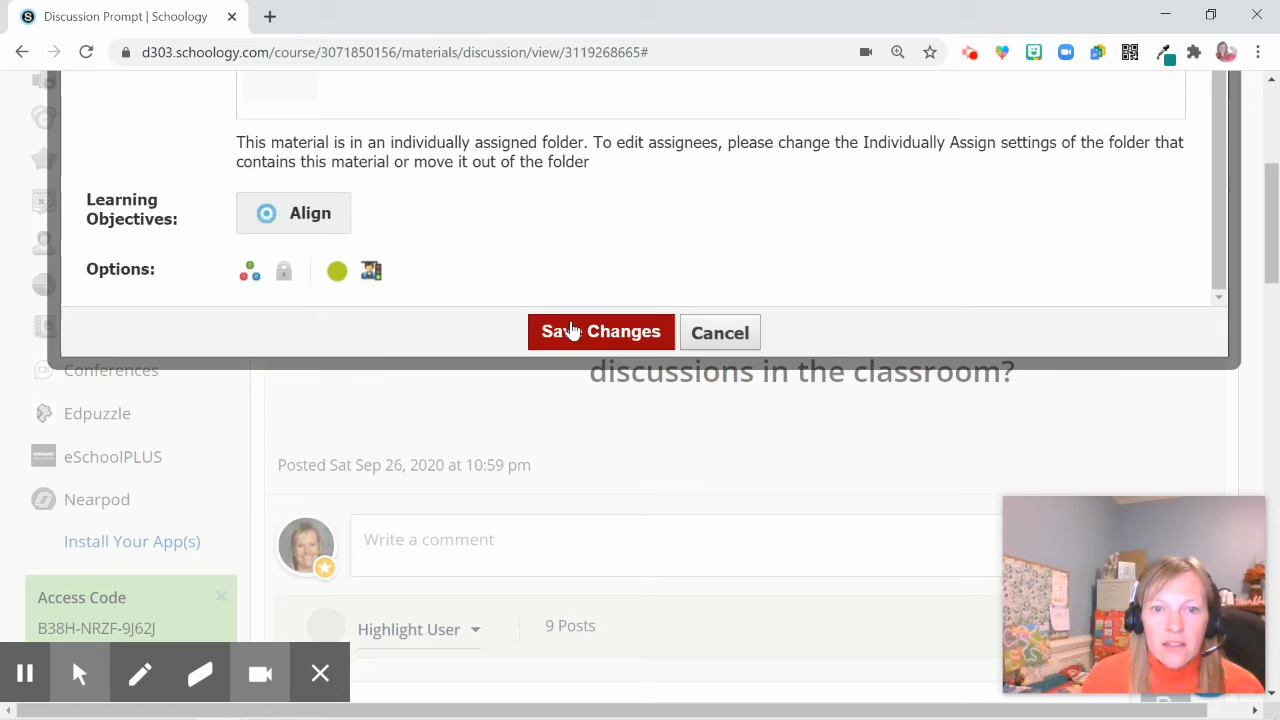 Discussion Prompt | Schoology
d303.schoology.com/course/3071850156/materials/discussion/view/3119268665#
This material is in an individually assigned folder. To edit assignees, please change the Individually Assign settings of the folder that
contains this material or move it out of the folder
Learning
Objectives:
Align
Options:
Save Changes
Cancel
discussions in the classroom?
Conferences
Edpuzzle
eSchoolPLUS
Nearpod
Install Your App(s)
Access Code
B38H-NRZF-9J62J
Posted Sat Sep 26, 2020 at 10:59 pm
Write a comment
Highlight User
9 Posts